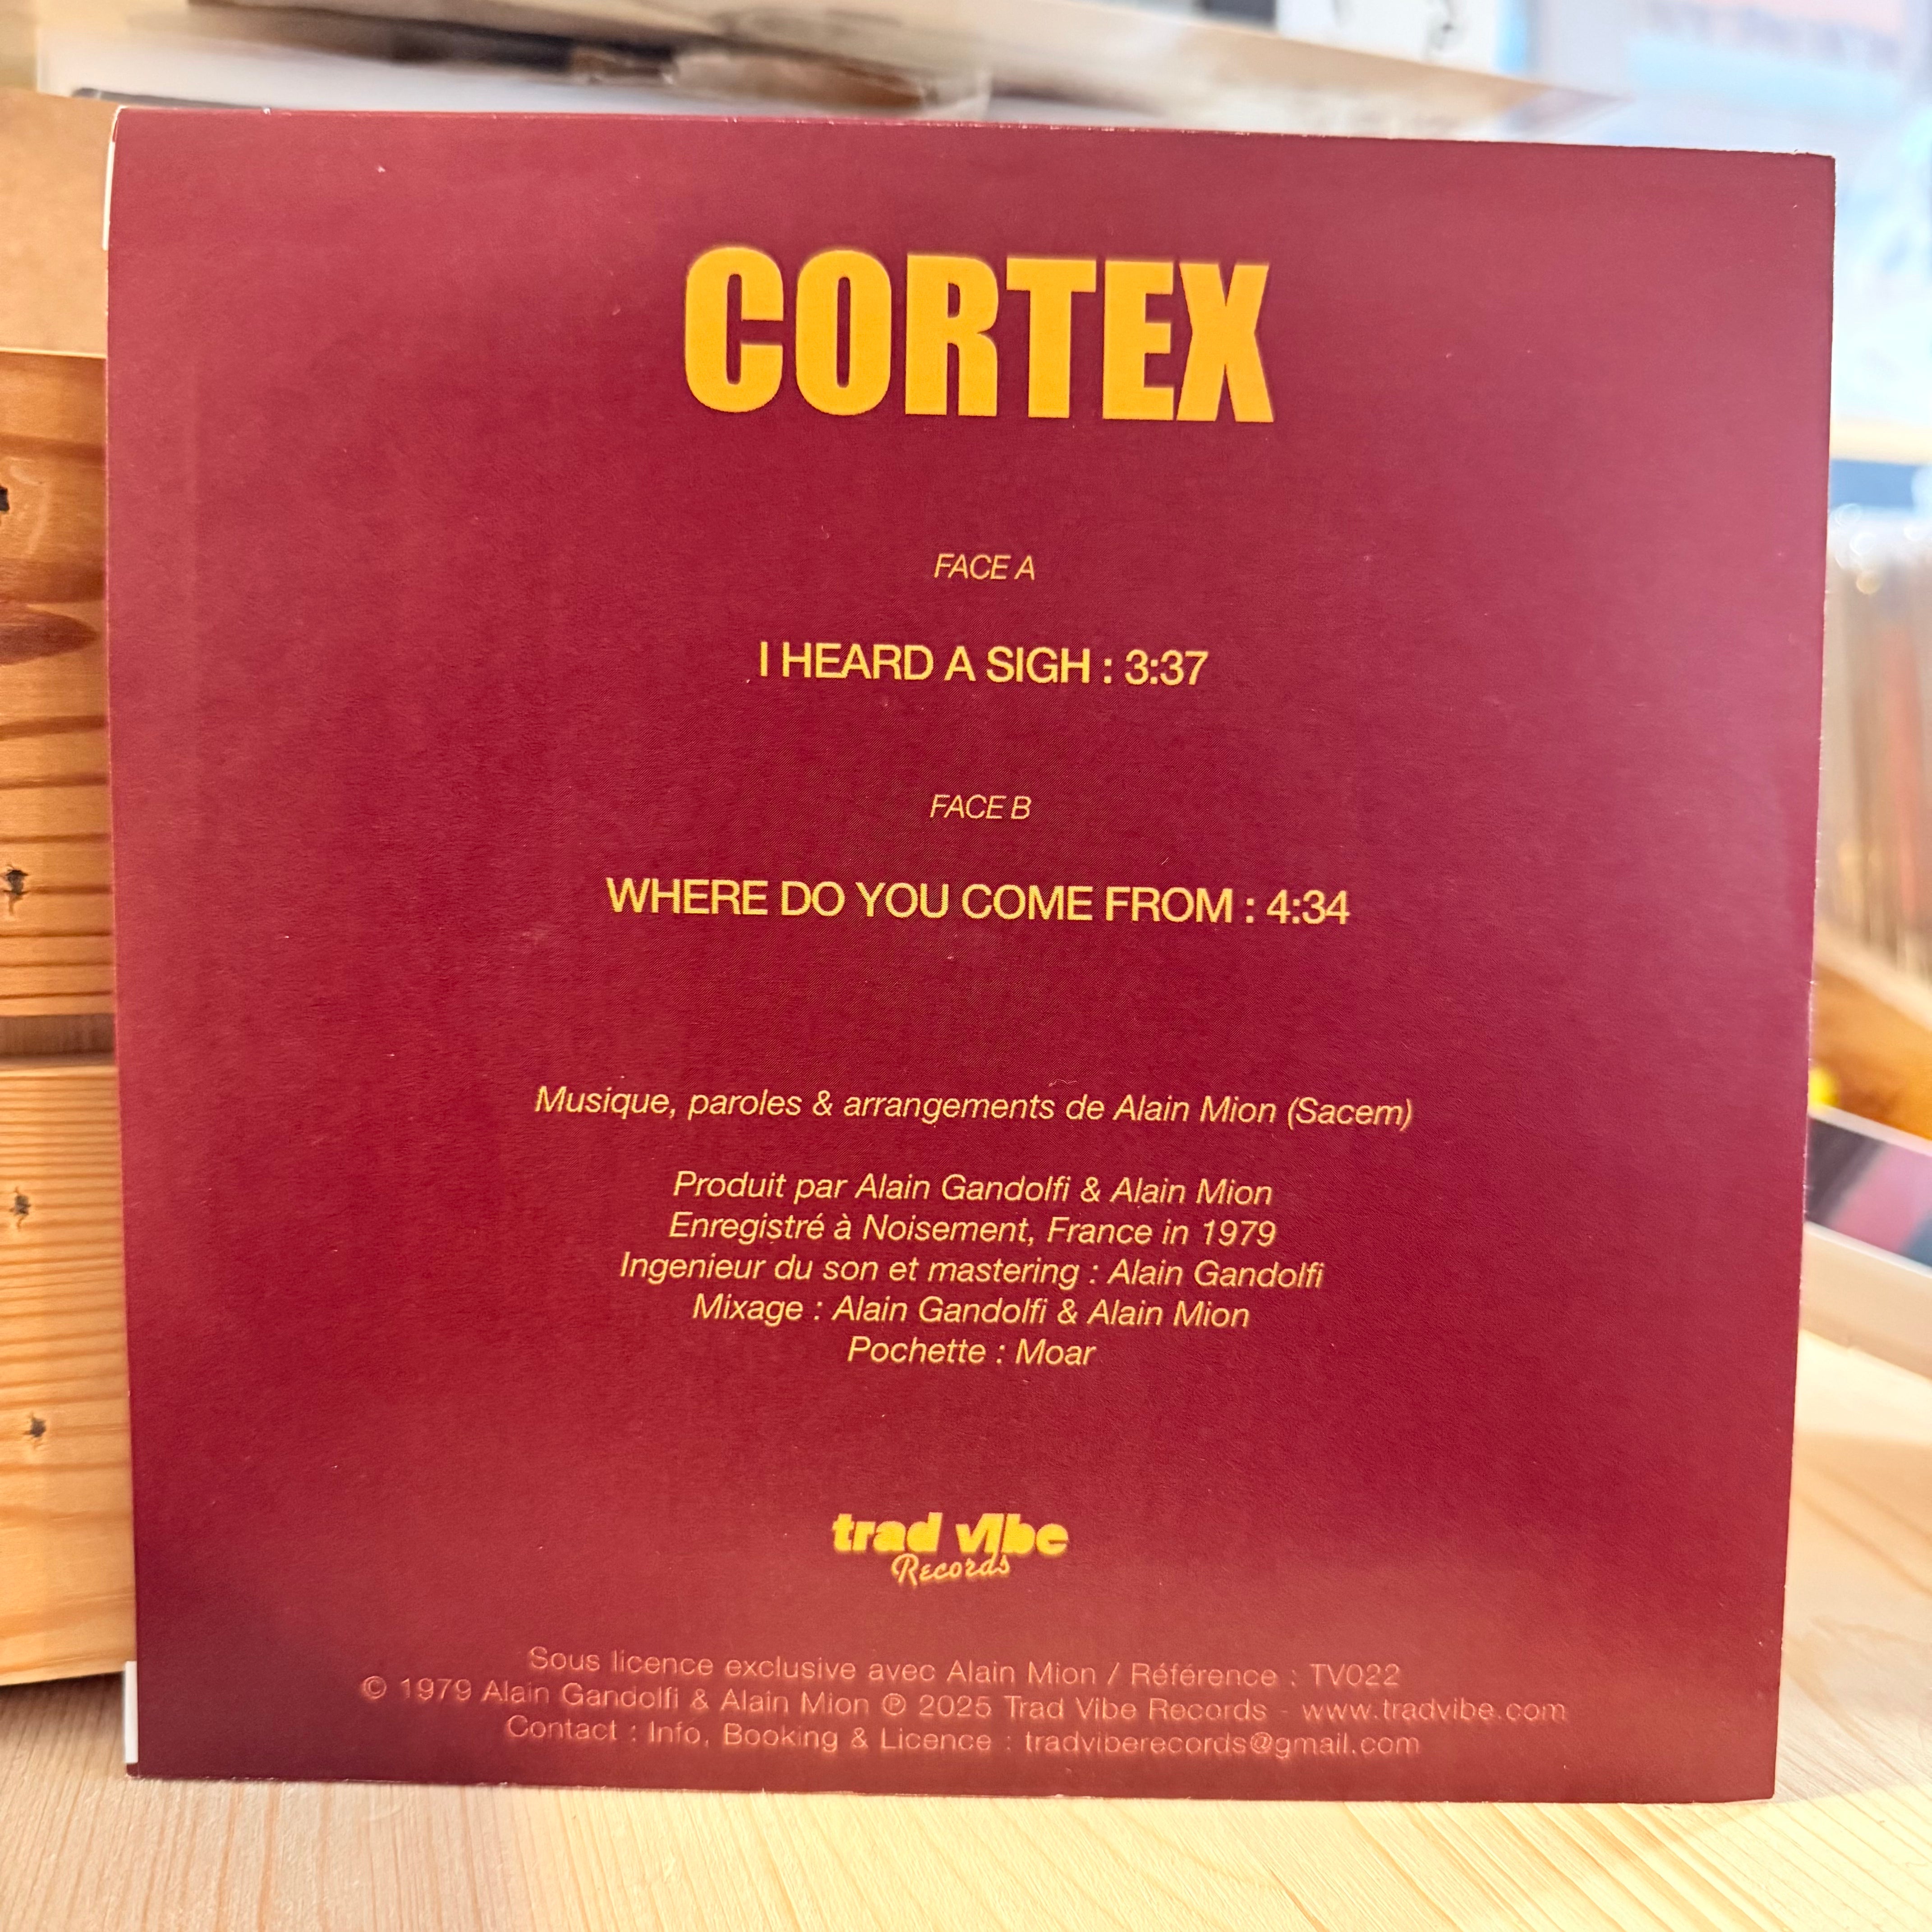 CORTEX
FACE A
I HEARD A SIGH : 3:37
FACE B
WHERE DO YOU COME FROM : 4:34
Musique, paroles & arrangements de Alain Mion (Sacem)
Produit par Alain Gandolfi & Alain Mion
Enregistré à Noisement, France in 1979
Ingenieur du son et mastering : Alain Gandolfi
Mixage : Alain Gandolfi & Alain Mion
Pochette : Moar
trad vibe
Records
Sous licence exclusive avec Alain Mion / Référence : TV022
© 1979 Alain Gandolfi & Alain Mion ℗ 2025 Trad Vibe Records - www.tradvibe.com
Contact : Info, Booking & Licence : tradviberecords@gmail.com